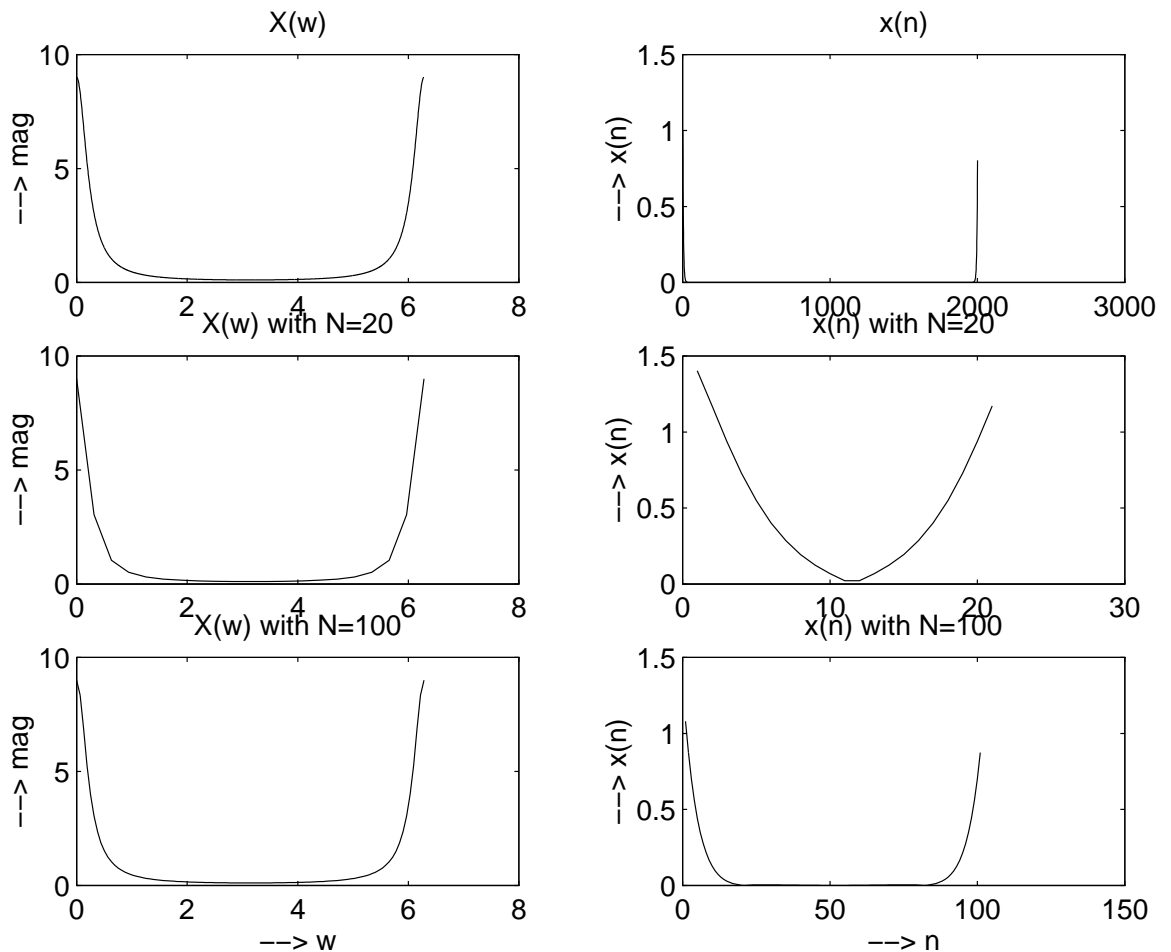 X(w)
10
5
0
--> mag
0 2 4 6 8
x(n)
1.5
1
0.5
0
--> x(n)
0 1000 2000 3000
X(w) with N=20
10
5
0
--> mag
0 2 4 6 8
x(n) with N=20
1.5
1
0.5
0
--> x(n)
0 10 20 30
X(w) with N=100
10
5
0
--> mag
0 2 4 6 8
--> w
x(n) with N=100
1.5
1
0.5
0
--> x(n)
0 50 100 150
--> n